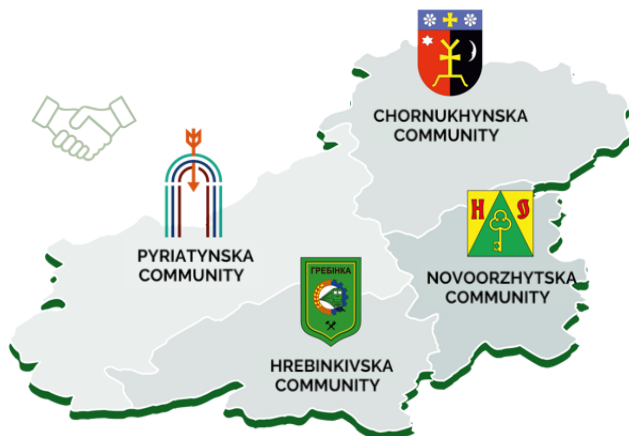 CHORNUKHYNSKA
COMMUNITY
PYRIATYNSKA
COMMUNITY
Н О
NOVOORZHYTSKA
COMMUNITY
ГРЕБІНКА
HREBINKIVSKA
COMMUNITY